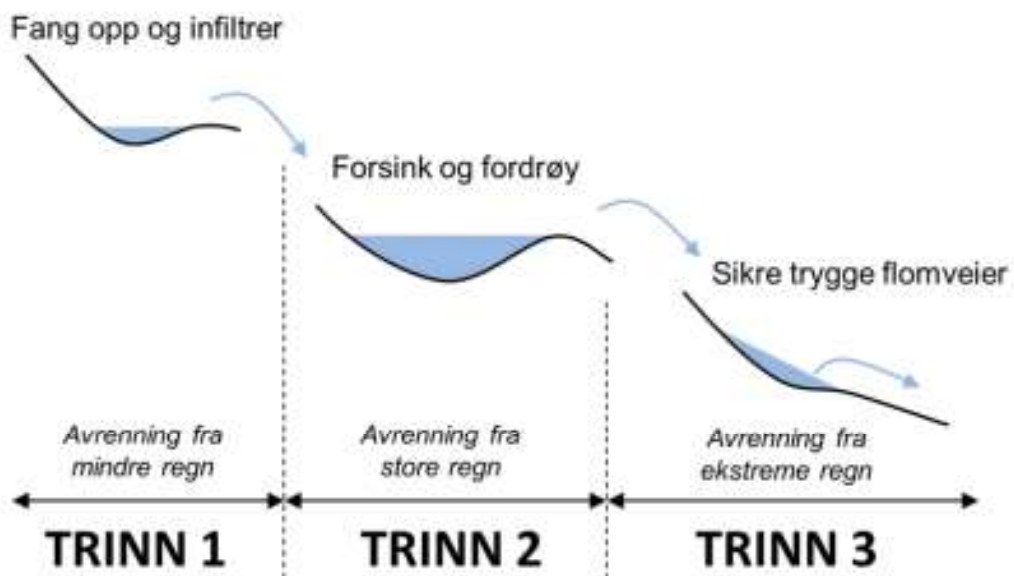 Fang opp og infiltrer
Forsink og fordrøy
Sikre trygge flomveier
Avrenning fra
mindre regn
Avrenning fra
store regn
Avrenning fra
ekstreme regn
TRINN 1
TRINN 2
TRINN 3